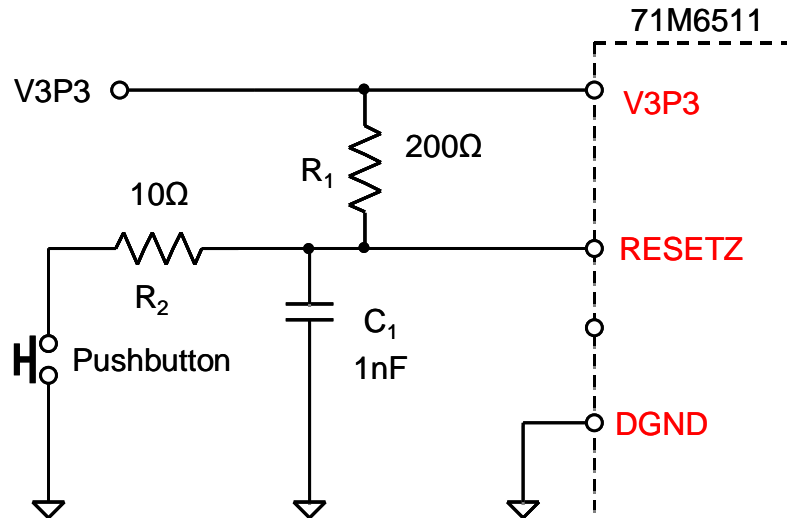 71M6511
V3P3
V3P3
200Ω
R₁
10Ω
RESETZ
R₂
C₁
Pushbutton
1nF
DGND